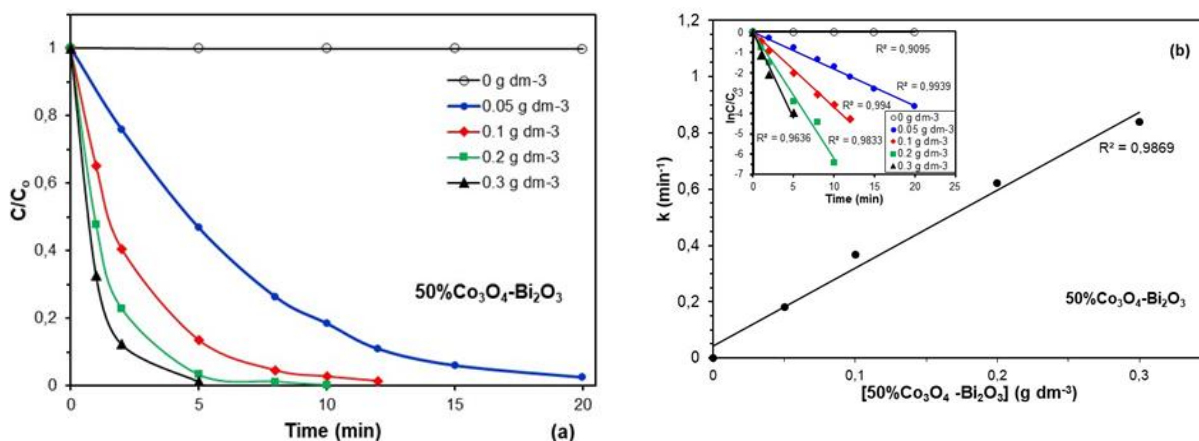 1
0,8
0,6
0,4
0,2
0
C/Co
0 5 10 15 20
Time (min)
(a)
0 g dm-3
0.05 g dm-3
0.1 g dm-3
0.2 g dm-3
0.3 g dm-3
50%Co₃O₄-Bi₂O₃
1,2
1
0,8
0,6
0,4
0,2
0
k (min⁻¹)
0 0,1 0,2 0,3
[50%Co₃O₄ -Bi₂O₃] (g dm⁻³)
(b)
R² = 0,9869
50%Co₃O₄-Bi₂O₃
0
-1
-2
-3
-4
-5
-6
-7
lnC/Co
0 5 10 15 20 25
Time (min)
R² = 0,9095
R² = 0,9939
R² = 0,994
R² = 0,9833
R² = 0,9636
0 g dm-3
0.05 g dm-3
0.1 g dm-3
0.2 g dm-3
0.3 g dm-3